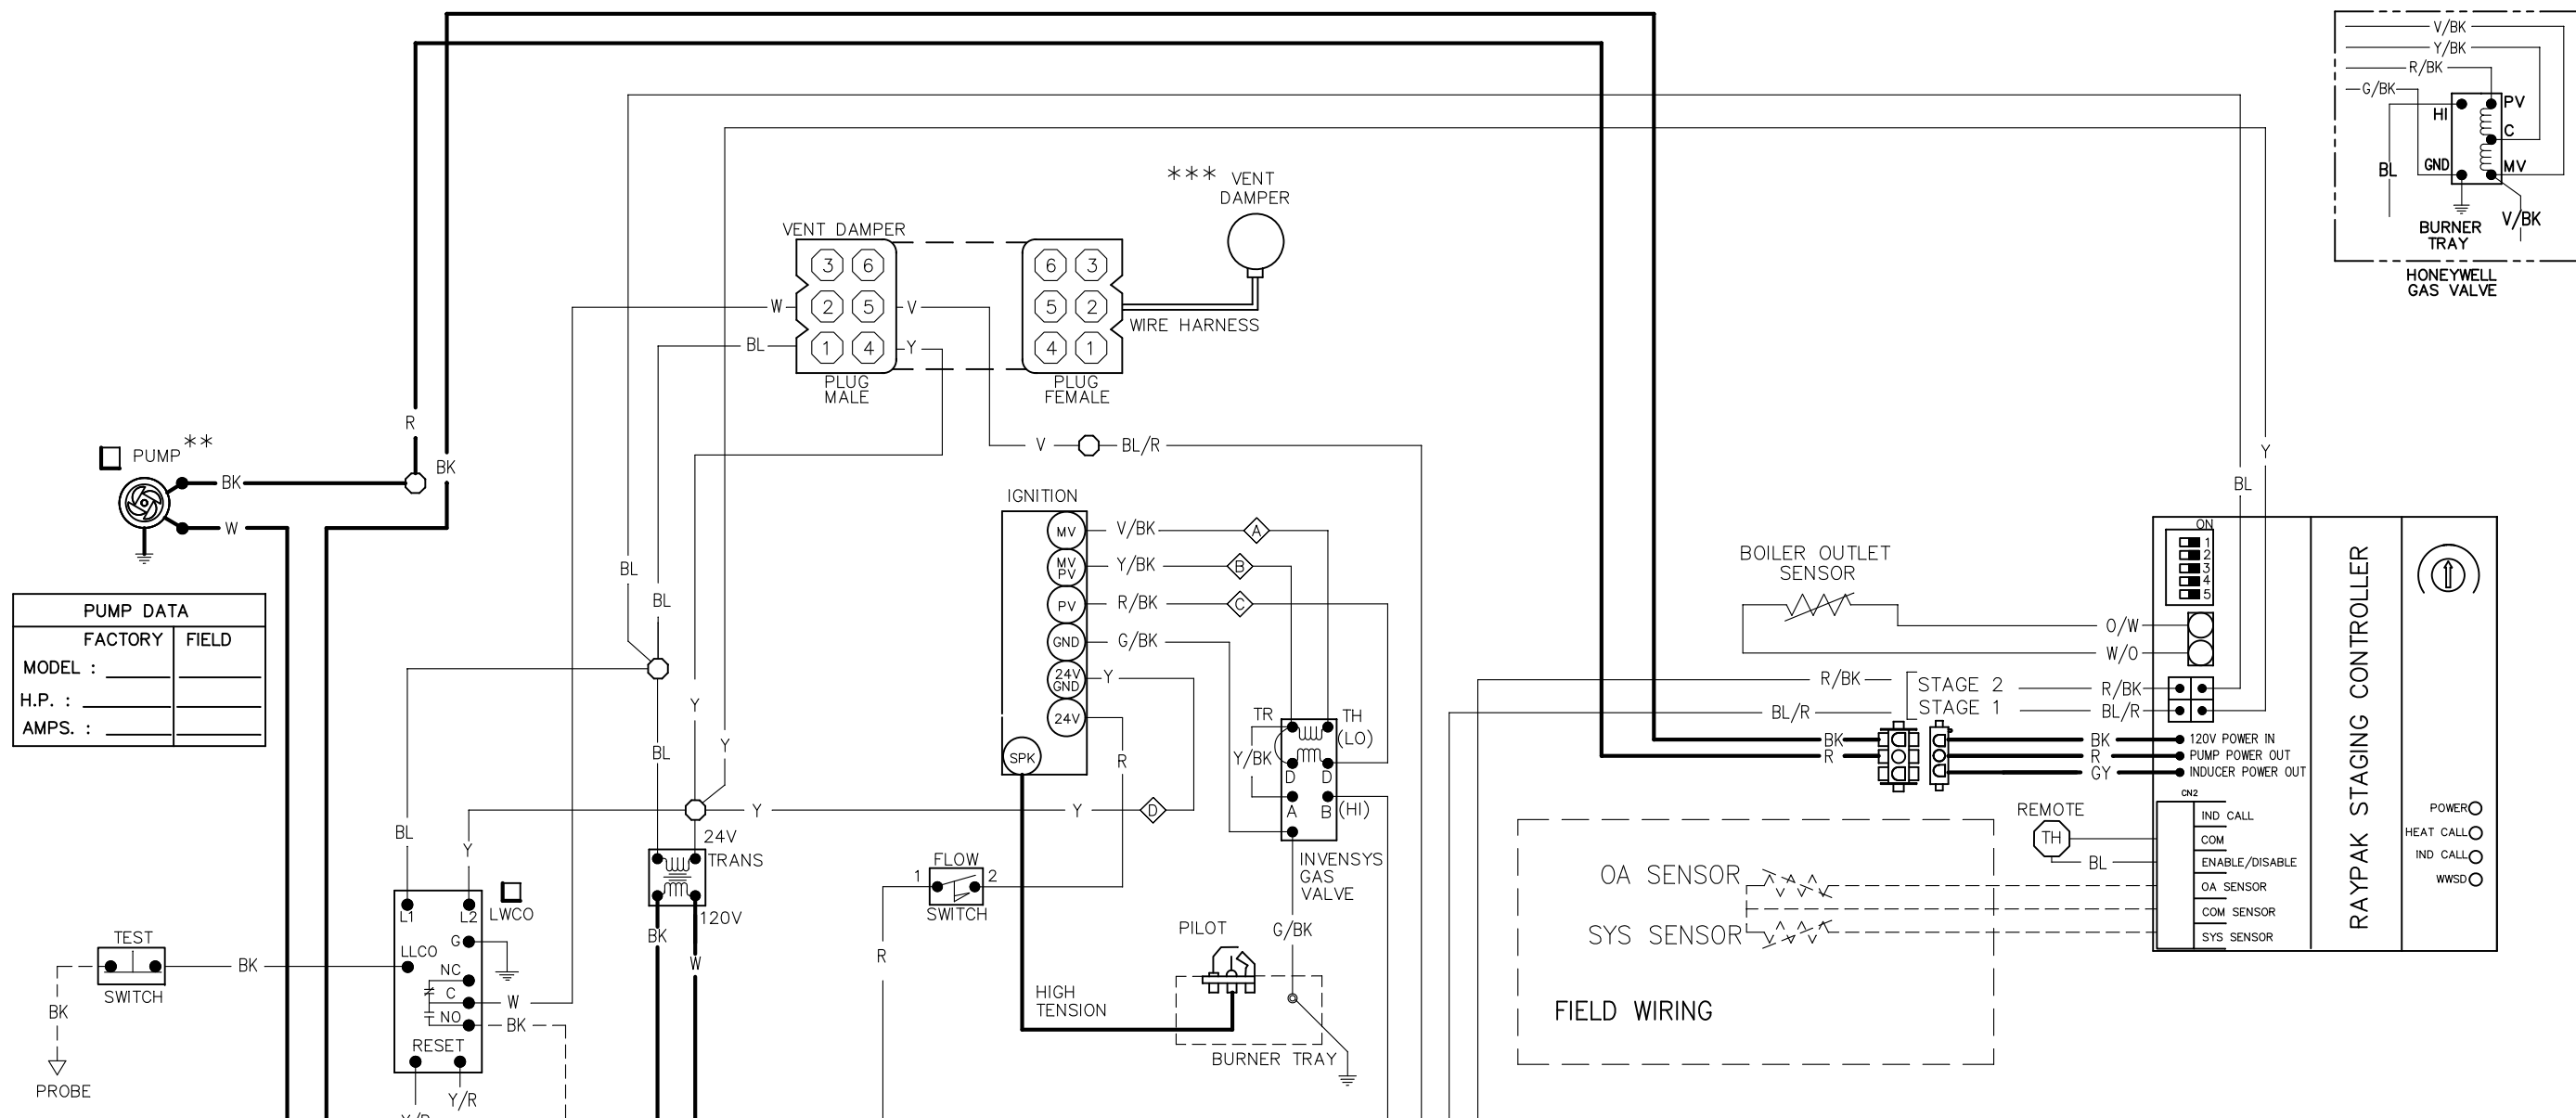 V/BK
Y/BK
R/BK
G/BK
HI
PV
C
GND
MV
BL
V/BK
BURNER
TRAY
HONEYWELL
GAS VALVE
*** VENT
DAMPER
VENT DAMPER
3 6
2 5
1 4
W
BL
V
Y
PLUG
MALE
6 3
5 2
4 1
PLUG
FEMALE
WIRE HARNESS
R
BK
PUMP **
BK
W
V
BL/R
Y
BL
PUMP DATA
FACTORY FIELD
MODEL :
H.P. :
AMPS. :
BL
BL
BL
Y
Y
IGNITION
MV
V/BK
A
MV
PV
Y/BK
B
PV
R/BK
C
GND
G/BK
24V
GND
Y
24V
SPK
R
TR
TH
(LO)
Y/BK
D D
A B (HI)
INVENSYS
GAS
VALVE
Y
Y
D
24V
TRANS
120V
BK
W
BL
Y
L1 L2
LWCO
G
LLCO
NC
C
NO
W
BK
RESET
Y/R
Y/R
TEST
SWITCH
BK
BK
PROBE
FLOW
1 2
SWITCH
R
PILOT
G/BK
HIGH
TENSION
BURNER TRAY
BOILER OUTLET
SENSOR
O/W
W/O
R/BK
STAGE 2
R/BK
BL/R
STAGE 1
BL/R
BK
R
BK
R
GY
ON
1
2
3
4
5
120V POWER IN
PUMP POWER OUT
INDUCER POWER OUT
CN2
IND CALL
COM
ENABLE/DISABLE
OA SENSOR
COM SENSOR
SYS SENSOR
RAYPAK STAGING CONTROLLER
POWER
HEAT CALL
IND CALL
WWSD
REMOTE
TH
BL
OA SENSOR
SYS SENSOR
FIELD WIRING